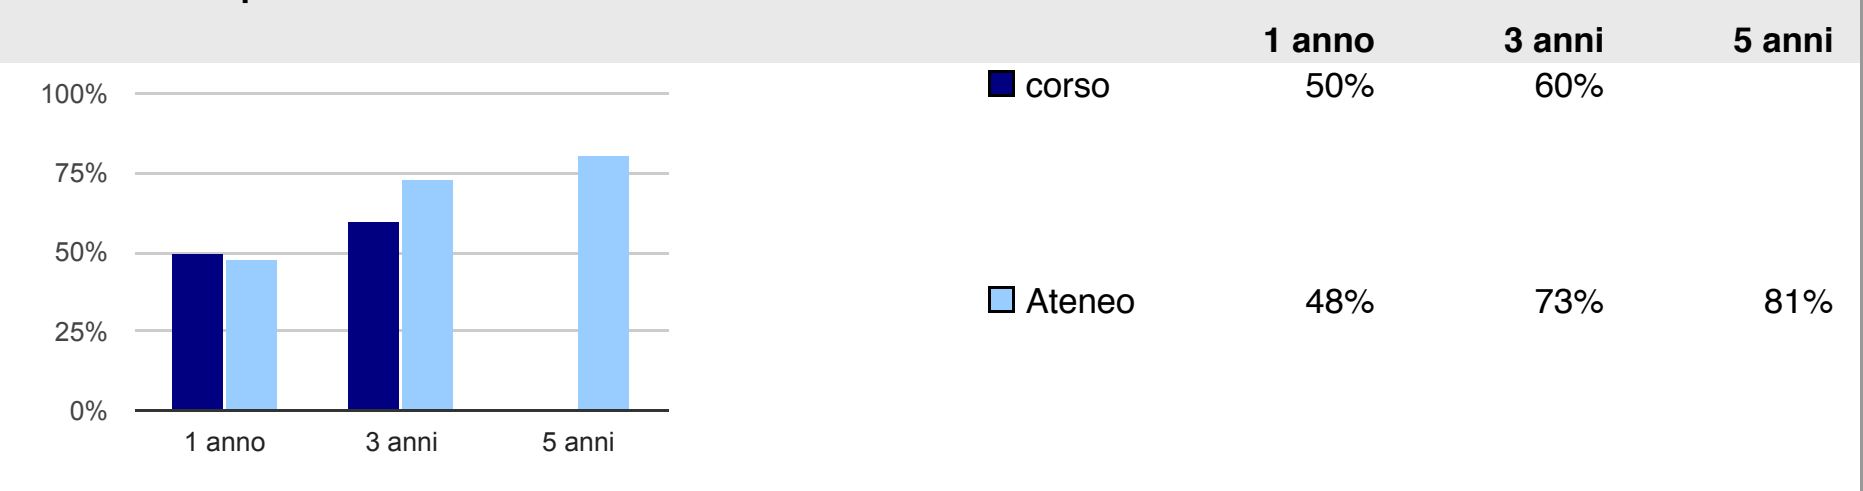 1 anno 3 anni 5 anni
100%
75%
50%
25%
0%
1 anno 3 anni 5 anni
corso 50% 60%
Ateneo 48% 73% 81%